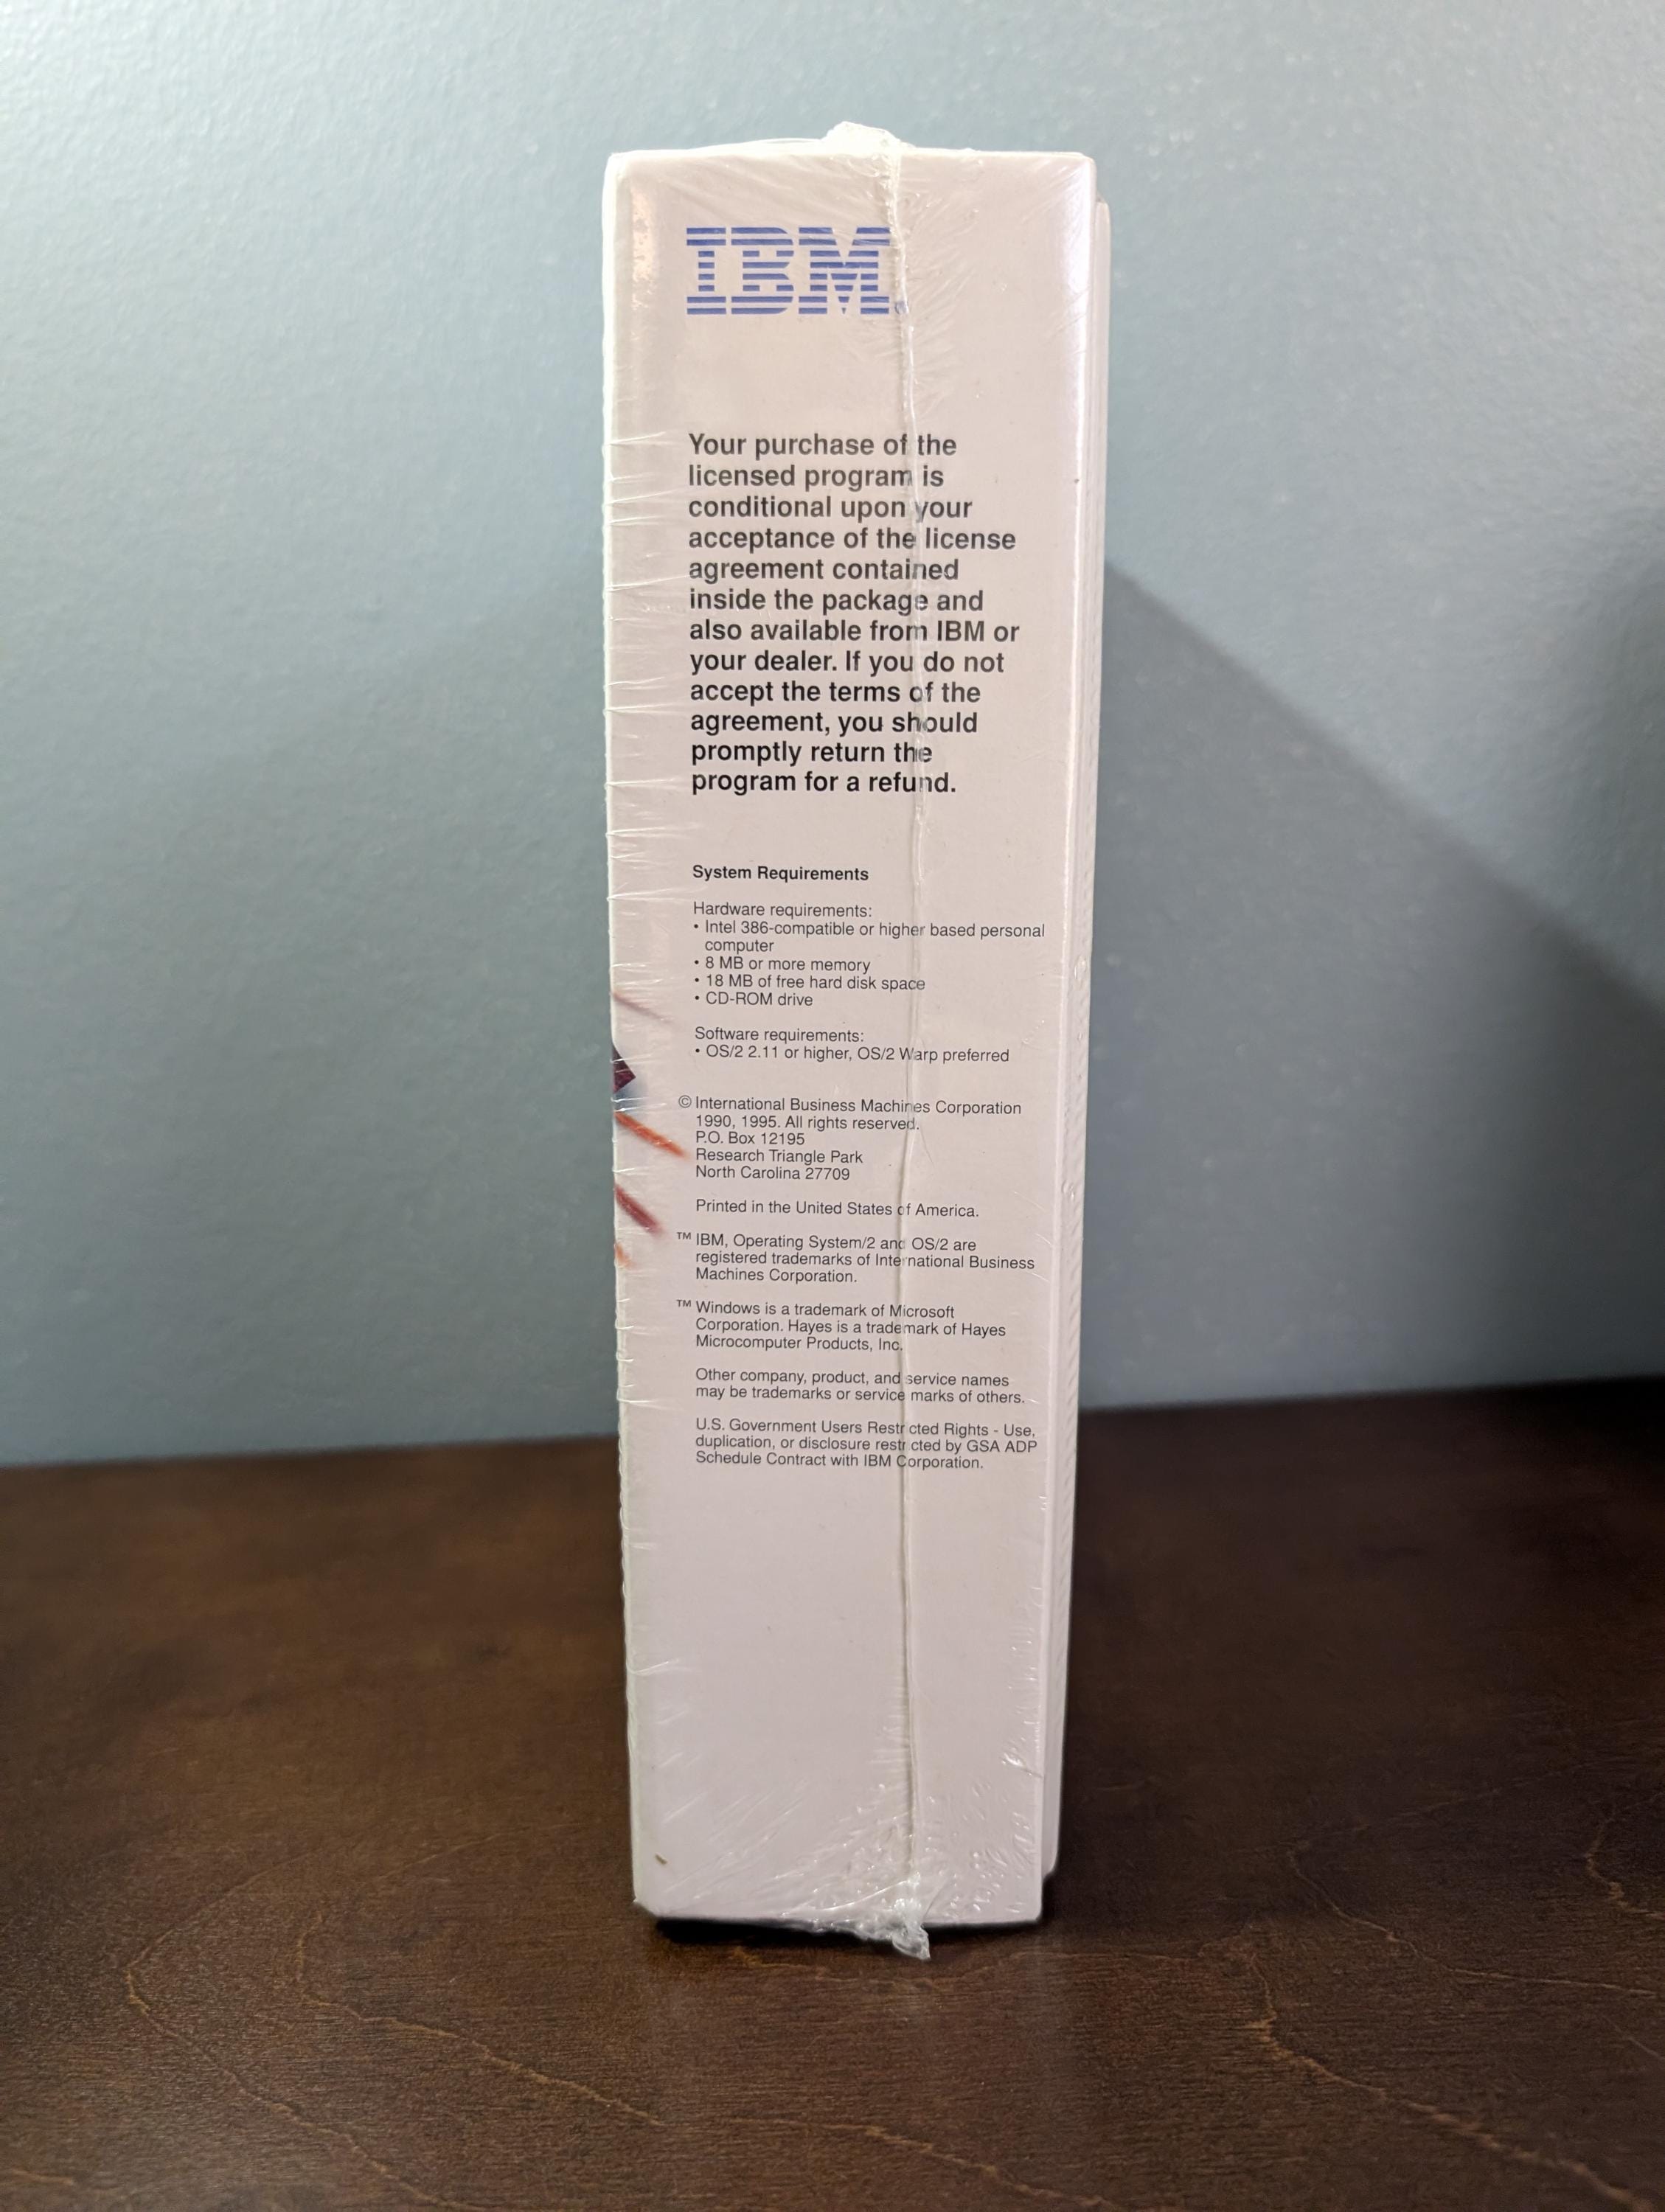 IBM®
Your purchase of the
licensed program is
conditional upon your
acceptance of the license
agreement contained
inside the package and
also available from IBM or
your dealer. If you do not
accept the terms of the
agreement, you should
promptly return the
program for a refund.
System Requirements
Hardware requirements:
• Intel 386-compatible or higher based personal
computer
• 8 MB or more memory
• 18 MB of free hard disk space
• CD-ROM drive
Software requirements:
• OS/2 2.11 or higher, OS/2 Warp preferred
© International Business Machines Corporation
1990, 1995. All rights reserved.
P.O. Box 12195
Research Triangle Park
North Carolina 27709
Printed in the United States of America.
™ IBM, Operating System/2 and OS/2 are
registered trademarks of International Business
Machines Corporation.
™ Windows is a trademark of Microsoft
Corporation. Hayes is a trademark of Hayes
Microcomputer Products, Inc.
Other company, product, and service names
may be trademarks or service marks of others.
U.S. Government Users Restricted Rights - Use,
duplication, or disclosure restricted by GSA ADP
Schedule Contract with IBM Corporation.